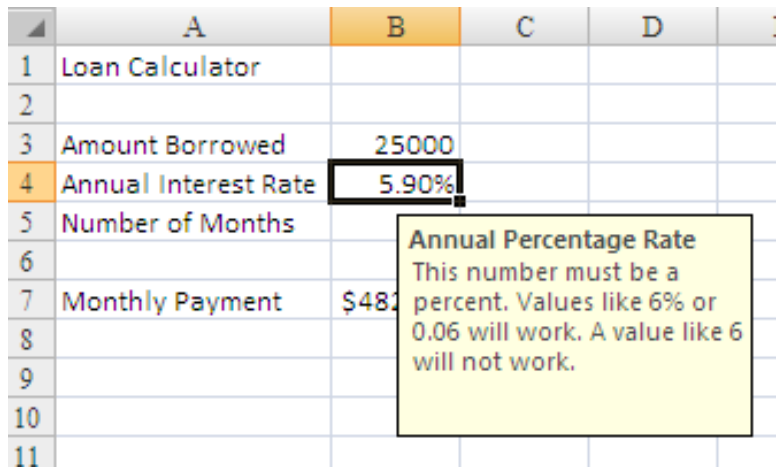 A B C D
1 Loan Calculator
2
3 Amount Borrowed 25000
4 Annual Interest Rate 5.90%
5 Number of Months
6
7 Monthly Payment $482
8
9
10
11
Annual Percentage Rate
This number must be a
percent. Values like 6% or
0.06 will work. A value like 6
will not work.